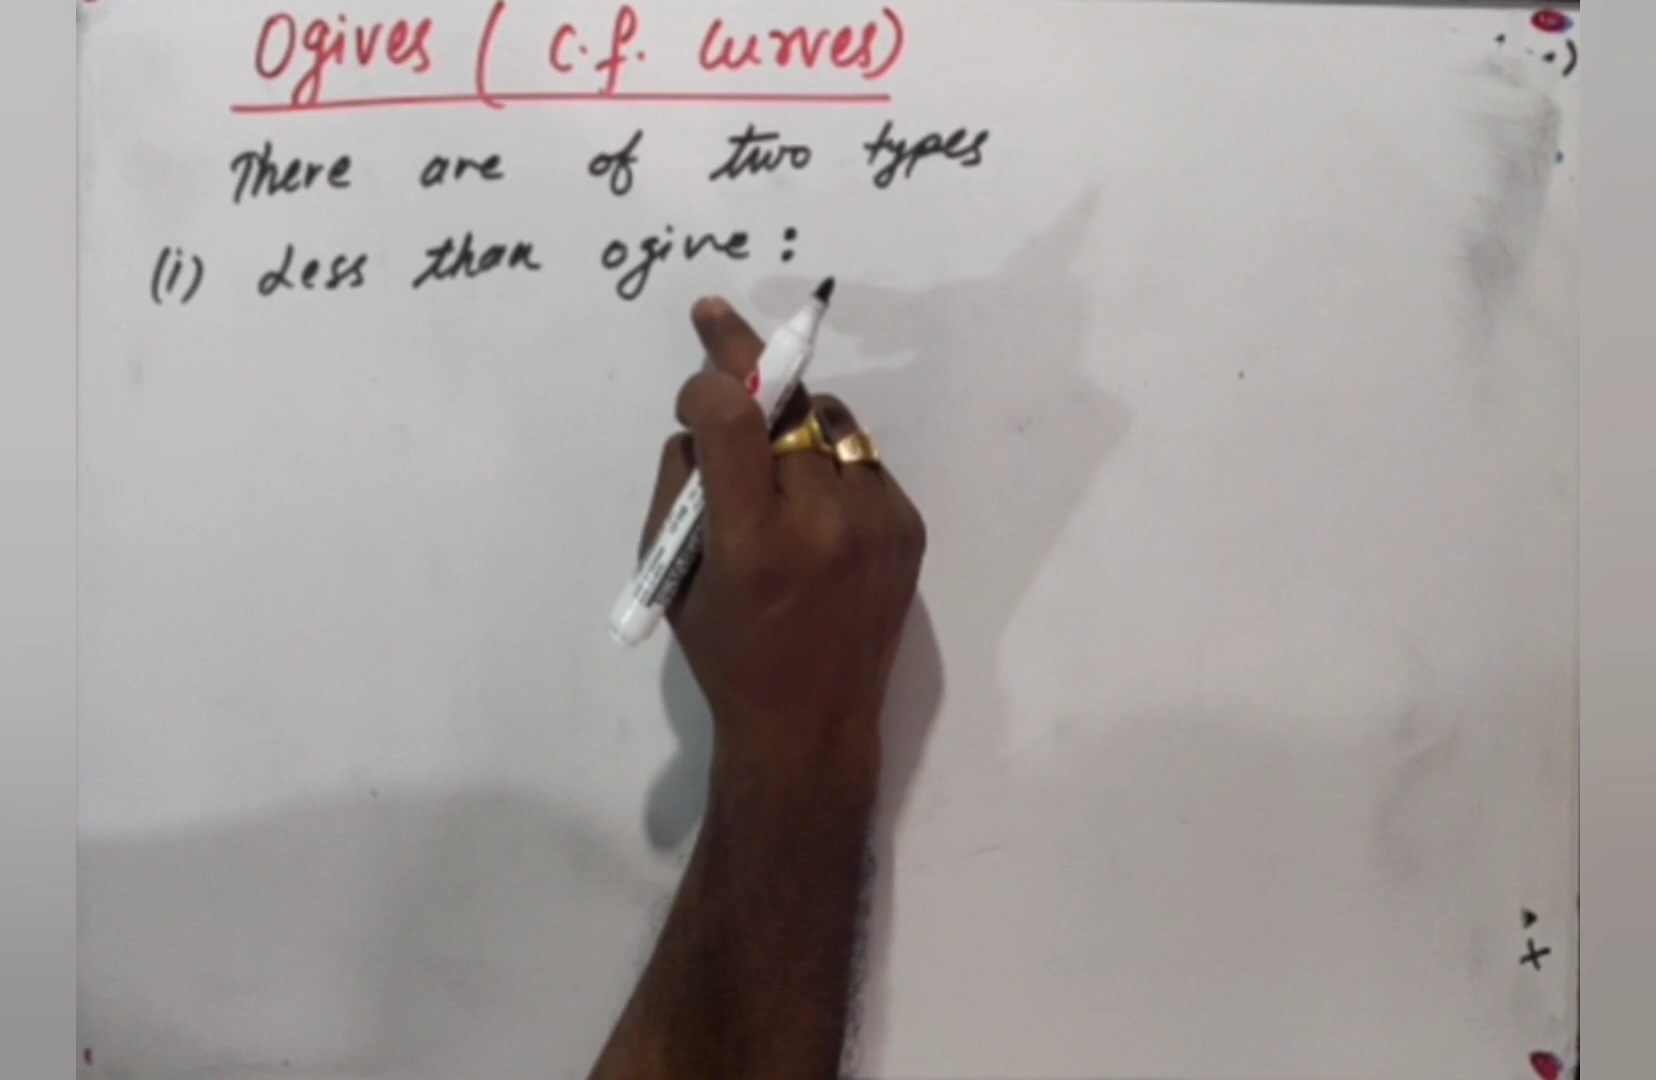 Ogives ( c.f. curves)
There are of two types
(i) Less than ogive :